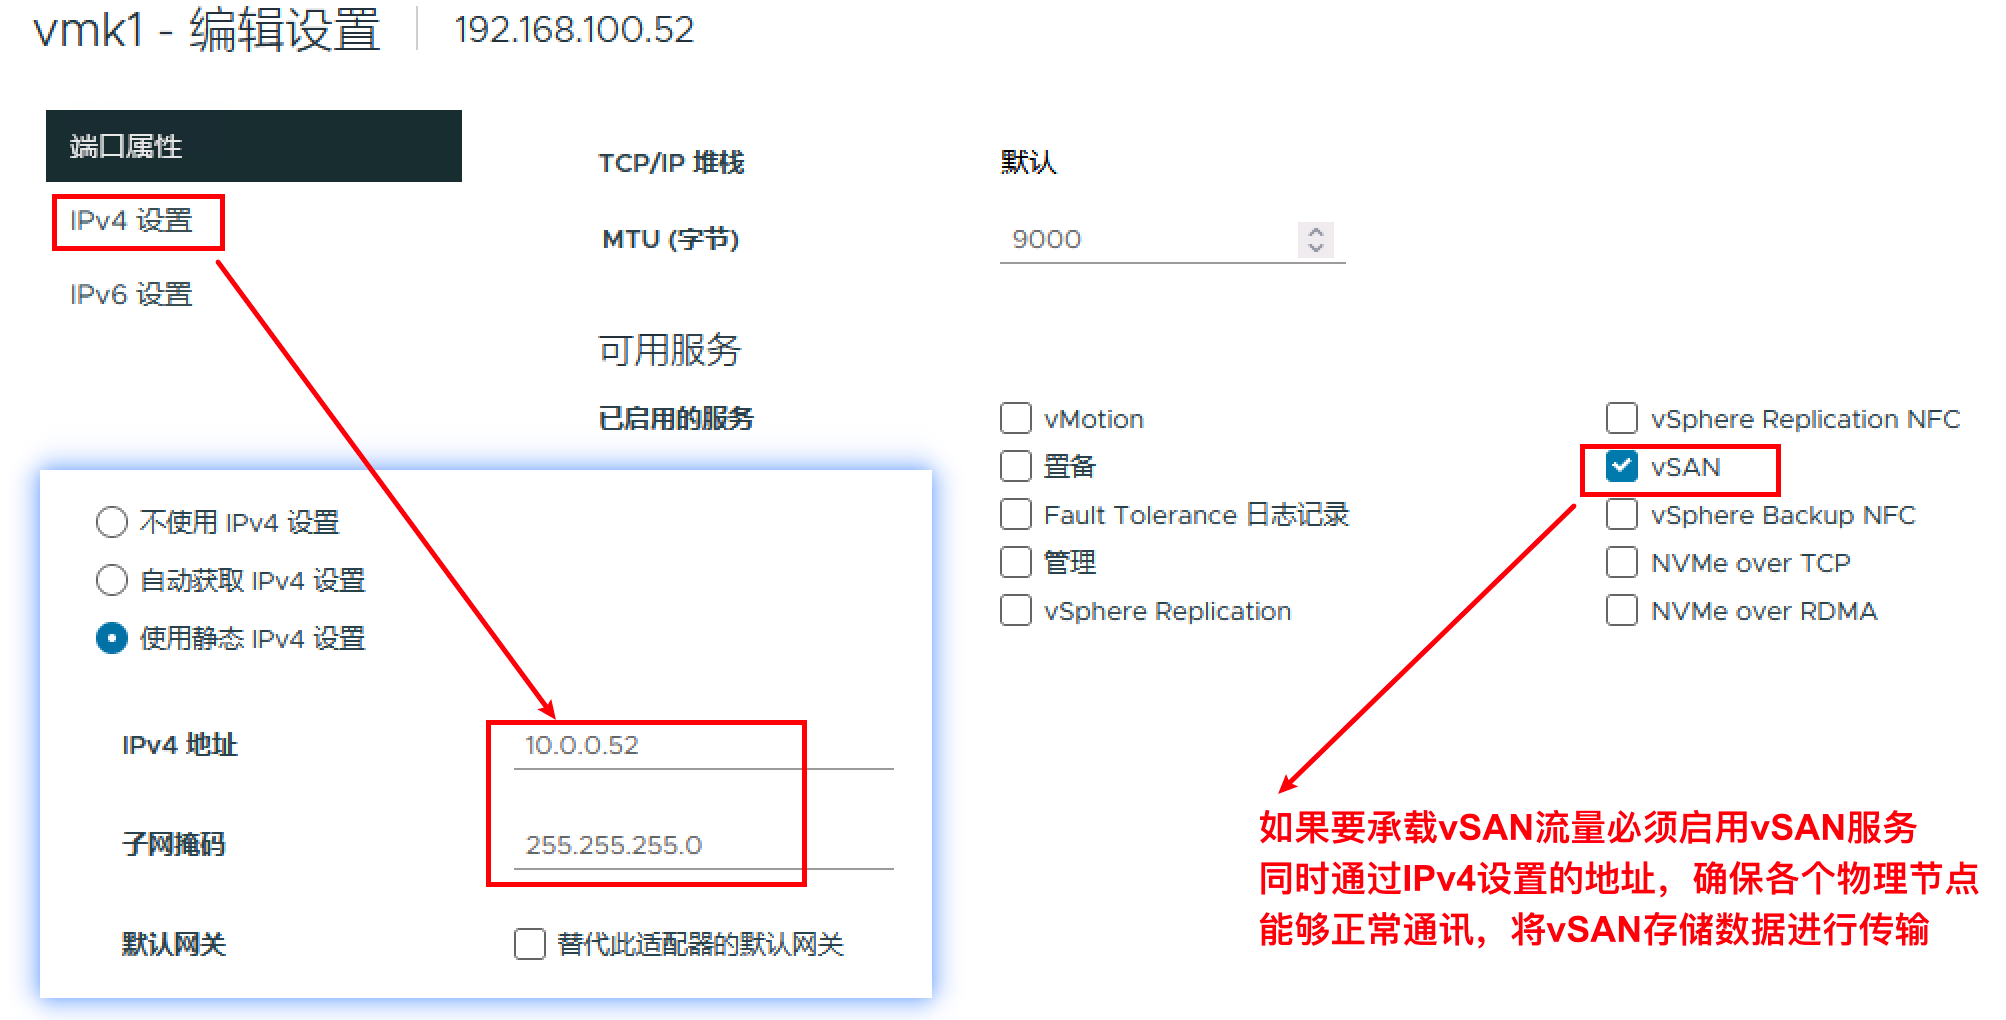 vmk1 - 编辑设置 192.168.100.52
端口属性
IPv4 设置
IPv6 设置
TCP/IP 堆栈 默认
MTU (字节) 9000
可用服务
已启用的服务
vMotion
置备
Fault Tolerance 日志记录
管理
vSphere Replication
vSphere Replication NFC
vSAN
vSphere Backup NFC
NVMe over TCP
NVMe over RDMA
不使用 IPv4 设置
自动获取 IPv4 设置
使用静态 IPv4 设置
IPv4 地址 10.0.0.52
子网掩码 255.255.255.0
默认网关 替代此适配器的默认网关
如果要承载vSAN流量必须启用vSAN服务
同时通过IPv4设置的地址，确保各个物理节点
能够正常通讯，将vSAN存储数据进行传输